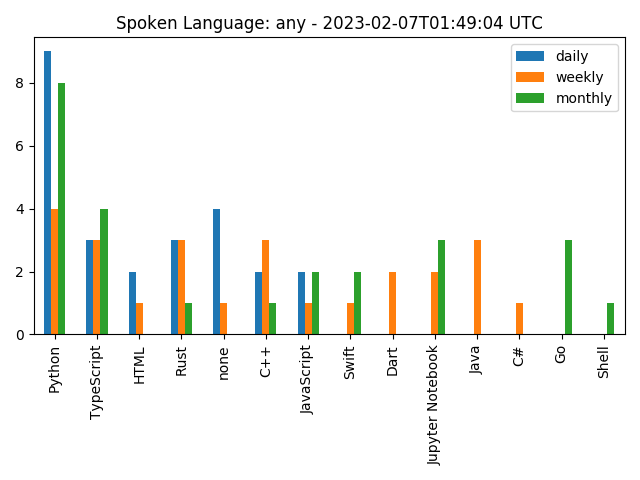 Spoken Language: any - 2023-02-07T01:49:04 UTC
daily
weekly
monthly
8
6
4
2
0
Python
TypeScript
HTML
Rust
none
C++
JavaScript
Swift
Dart
Jupyter Notebook
Java
C#
Go
Shell